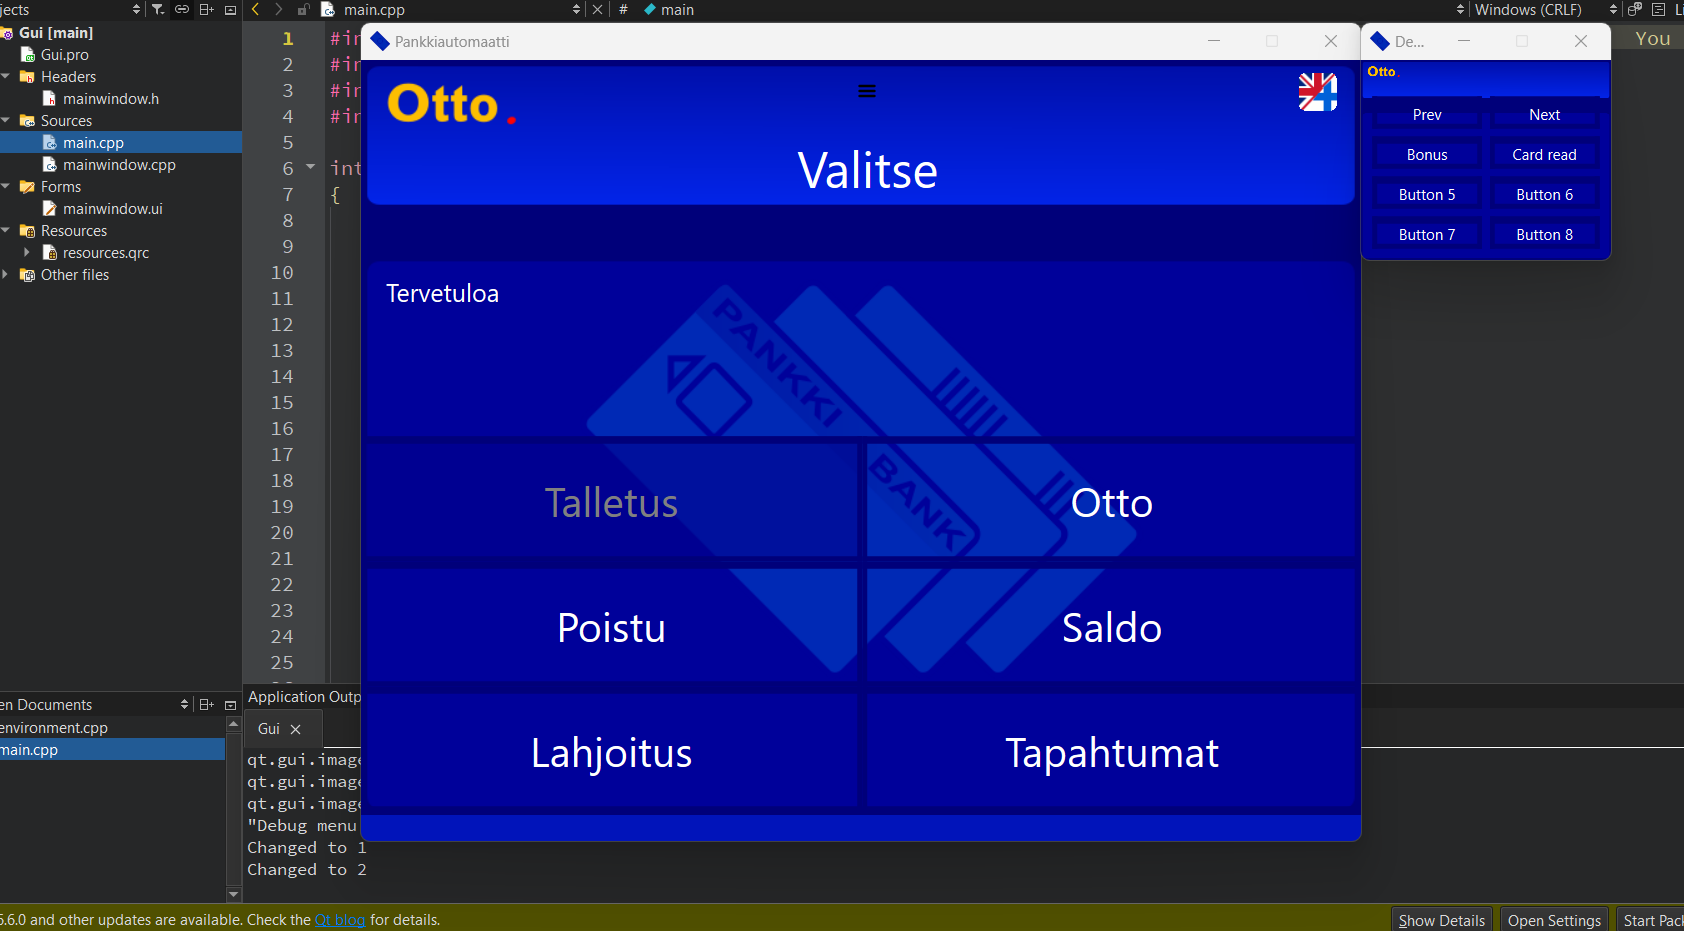 jects
main.cpp
#
main
Windows (CRLF)
Gui [main]
Gui.pro
Headers
mainwindow.h
Sources
main.cpp
mainwindow.cpp
Forms
mainwindow.ui
Resources
resources.qrc
Other files
1
2
3
4
5
6
7
8
9
10
11
12
13
14
15
16
17
18
19
20
21
22
23
24
25
#in
#in
#in
#in
int
{
You
Pankkiautomaatti
Otto.
Valitse
Tervetuloa
PANKKI
BANK
Talletus
Otto
Poistu
Saldo
Lahjoitus
Tapahtumat
De...
Otto.
Prev
Next
Bonus
Card read
Button 5
Button 6
Button 7
Button 8
en Documents
environment.cpp
main.cpp
Application Outp
Gui
qt.gui.image
qt.gui.image
qt.gui.image
"Debug menu
Changed to 1
Changed to 2
6.6.0 and other updates are available. Check the Qt blog for details.
Show Details
Open Settings
Start Pack